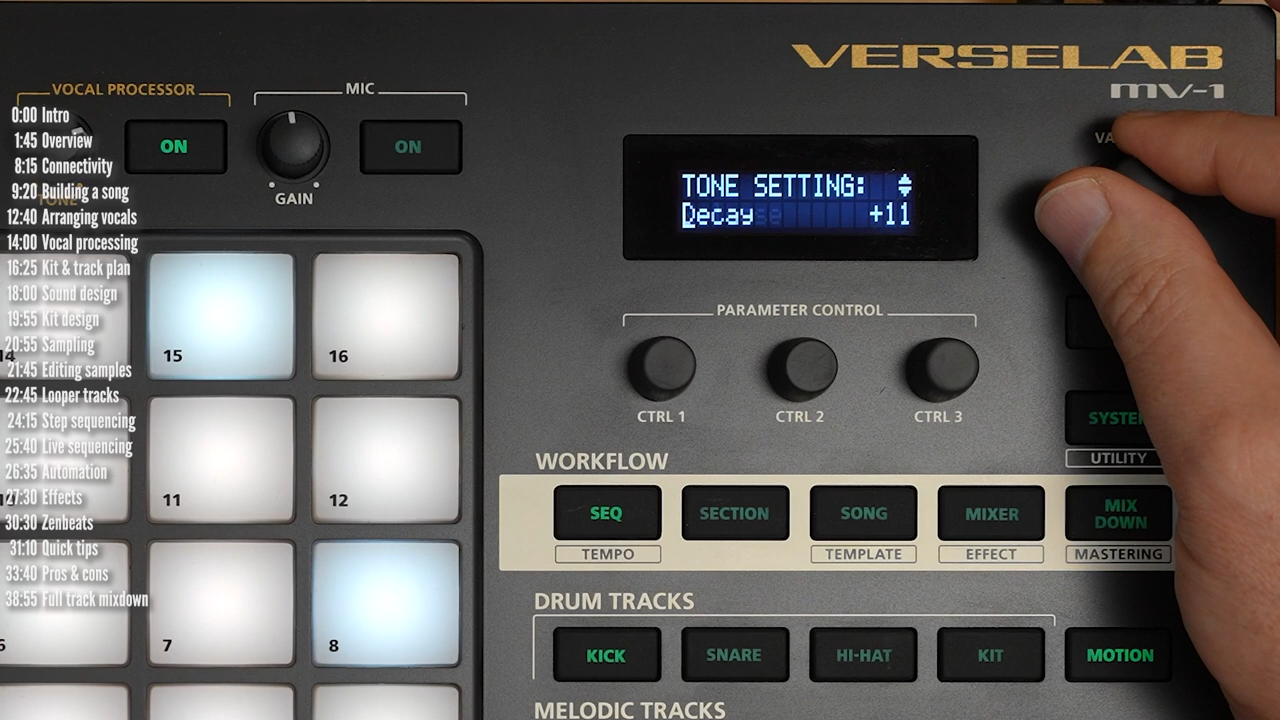 VERSELAB
mv-1
VOCAL PROCESSOR
MIC
ON
ON
GAIN
TONE
VA
0:00 Intro
1:45 Overview
8:15 Connectivity
9:20 Building a song
12:40 Arranging vocals
14:00 Vocal processing
16:25 Kit & track plan
18:00 Sound design
19:55 Kit design
20:55 Sampling
21:45 Editing samples
22:45 Looper tracks
24:15 Step sequencing
25:40 Live sequencing
26:35 Automation
27:30 Effects
30:30 Zenbeats
31:10 Quick tips
33:40 Pros & cons
38:55 Full track mixdown
TONE SETTING:
Decay +11
PARAMETER CONTROL
CTRL 1 CTRL 2 CTRL 3
14 15 16
11 12
6 7 8
SYSTEM
UTILITY
WORKFLOW
SEQ SECTION SONG MIXER MIX DOWN
TEMPO TEMPLATE EFFECT MASTERING
DRUM TRACKS
KICK SNARE HI-HAT KIT MOTION
MELODIC TRACKS